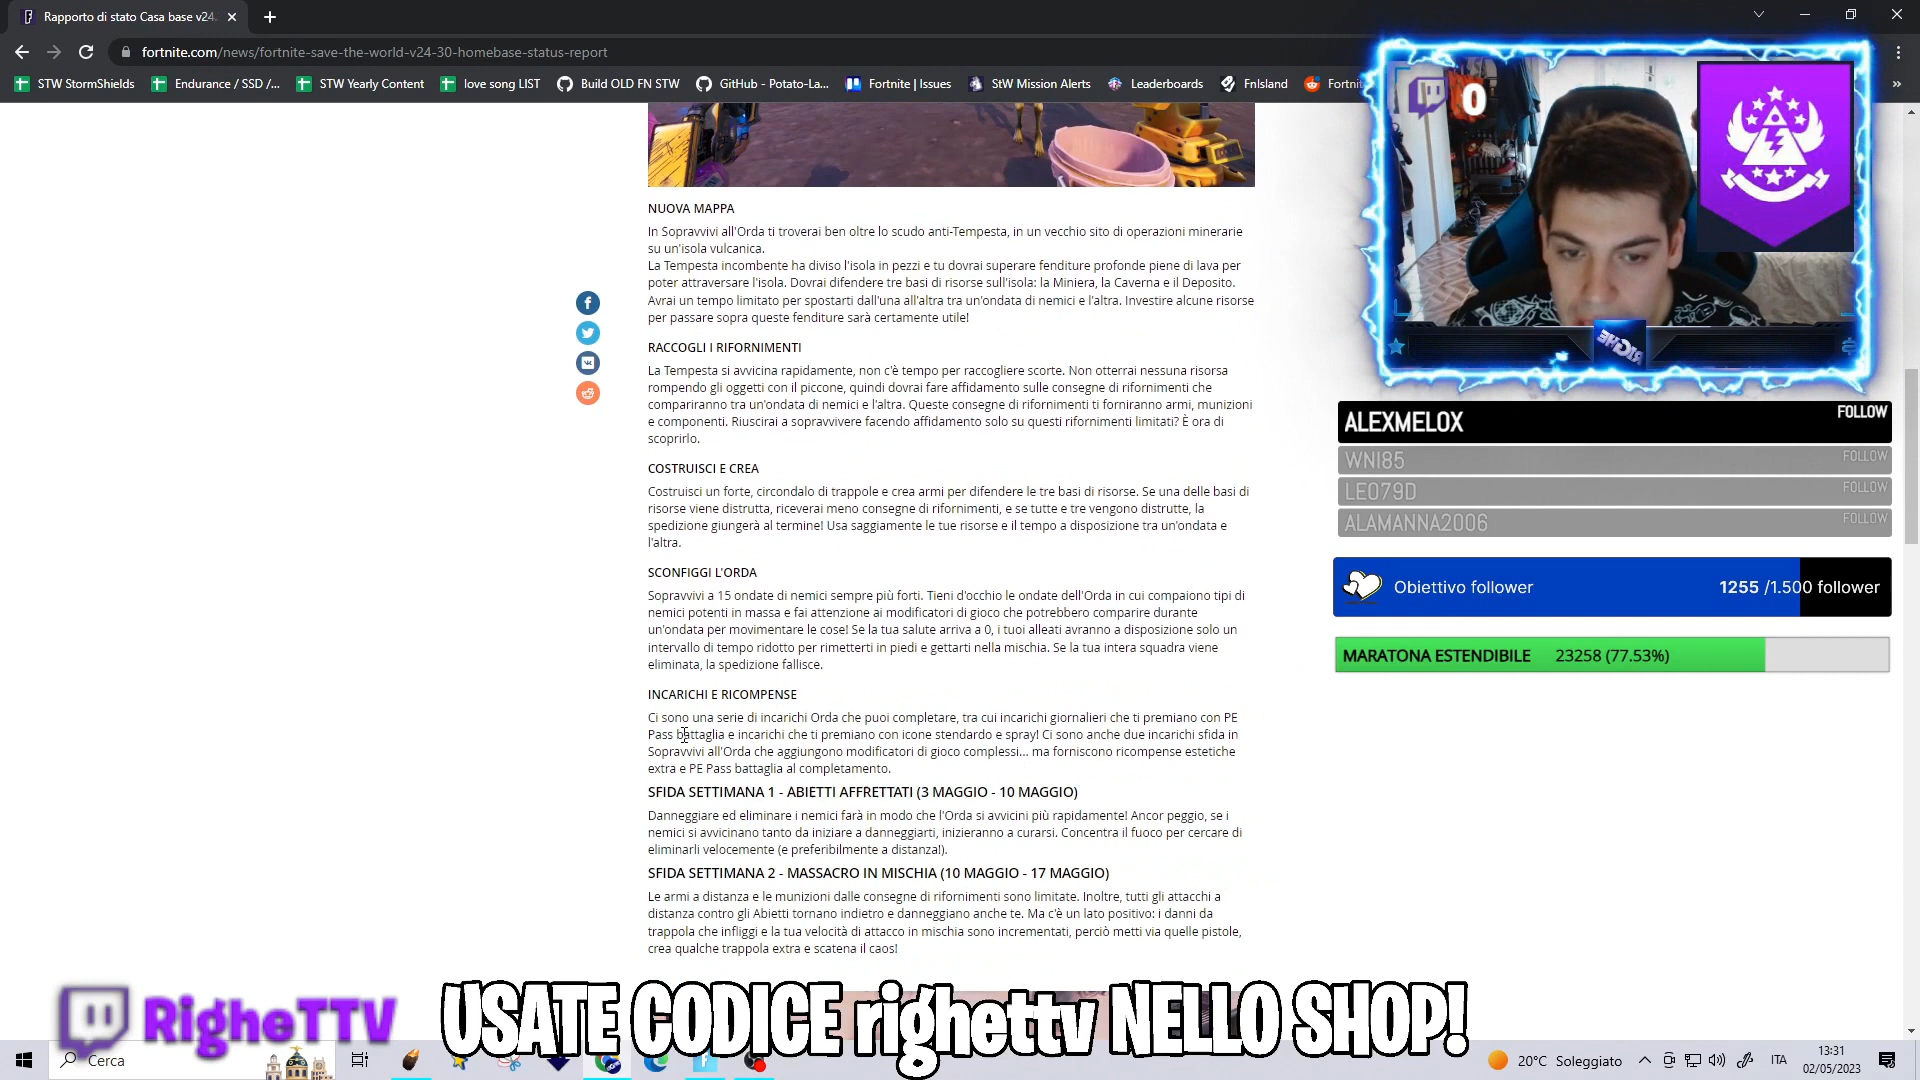 Rapporto di stato Casa base v24.
fortnite.com/news/fortnite-save-the-world-v24-30-homebase-status-report
STW StormShields
Endurance / SSD /...
STW Yearly Content
love song LIST
Build OLD FN STW
GitHub - Potato-La...
Fortnite | Issues
StW Mission Alerts
Leaderboards
FnIsland
Fortni
0
NUOVA MAPPA
In Sopravvivi all'Orda ti troverai ben oltre lo scudo anti-Tempesta, in un vecchio sito di operazioni minerarie
su un'isola vulcanica.
La Tempesta incombente ha diviso l'isola in pezzi e tu dovrai superare fenditure profonde piene di lava per
poter attraversare l'isola. Dovrai difendere tre basi di risorse sull'isola: la Miniera, la Caverna e il Deposito.
Avrai un tempo limitato per spostarti dall'una all'altra tra un'ondata di nemici e l'altra. Investire alcune risorse
per passare sopra queste fenditure sarà certamente utile!
RACCOGLI I RIFORNIMENTI
La Tempesta si avvicina rapidamente, non c'è tempo per raccogliere scorte. Non otterrai nessuna risorsa
rompendo gli oggetti con il piccone, quindi dovrai fare affidamento sulle consegne di rifornimenti che
compariranno tra un'ondata di nemici e l'altra. Queste consegne di rifornimenti ti forniranno armi, munizioni
e componenti. Riuscirai a sopravvivere facendo affidamento solo su questi rifornimenti limitati? È ora di
scoprirlo.
COSTRUISCI E CREA
Costruisci un forte, circondalo di trappole e crea armi per difendere le tre basi di risorse. Se una delle basi di
risorse viene distrutta, riceverai meno consegne di rifornimenti, e se tutte e tre vengono distrutte, la
spedizione giungerà al termine! Usa saggiamente le tue risorse e il tempo a disposizione tra un'ondata e
l'altra.
SCONFIGGI L'ORDA
Sopravvivi a 15 ondate di nemici sempre più forti. Tieni d'occhio le ondate dell'Orda in cui compaiono tipi di
nemici potenti in massa e fai attenzione ai modificatori di gioco che potrebbero comparire durante
un'ondata per movimentare le cose! Se la tua salute arriva a 0, i tuoi alleati avranno a disposizione solo un
intervallo di tempo ridotto per rimetterti in piedi e gettarti nella mischia. Se la tua intera squadra viene
eliminata, la spedizione fallisce.
INCARICHI E RICOMPENSE
Ci sono una serie di incarichi Orda che puoi completare, tra cui incarichi giornalieri che ti premiano con PE
Pass battaglia e incarichi che ti premiano con icone stendardo e spray! Ci sono anche due incarichi sfida in
Sopravvivi all'Orda che aggiungono modificatori di gioco complessi... ma forniscono ricompense estetiche
extra e PE Pass battaglia al completamento.
SFIDA SETTIMANA 1 - ABIETTI AFFRETTATI (3 MAGGIO - 10 MAGGIO)
Danneggiare ed eliminare i nemici farà in modo che l'Orda si avvicini più rapidamente! Ancor peggio, se i
nemici si avvicinano tanto da iniziare a danneggiarti, inizieranno a curarsi. Concentra il fuoco per cercare di
eliminarli velocemente (e preferibilmente a distanza!).
SFIDA SETTIMANA 2 - MASSACRO IN MISCHIA (10 MAGGIO - 17 MAGGIO)
Le armi a distanza e le munizioni dalle consegne di rifornimenti sono limitate. Inoltre, tutti gli attacchi a
distanza contro gli Abietti tornano indietro e danneggiano anche te. Ma c'è un lato positivo: i danni da
trappola che infliggi e la tua velocità di attacco in mischia sono incrementati, perciò metti via quelle pistole,
crea qualche trappola extra e scatena il caos!
RIGHE
ALEXMELOX FOLLOW
WNI85 FOLLOW
LEO79D FOLLOW
ALAMANNA2006 FOLLOW
Obiettivo follower 1255 /1.500 follower
MARATONA ESTENDIBILE 23258 (77.53%)
RigheTTV
USATE CODICE righettv NELLO SHOP!
Cerca
20°C Soleggiato
ITA
13:31
02/05/2023